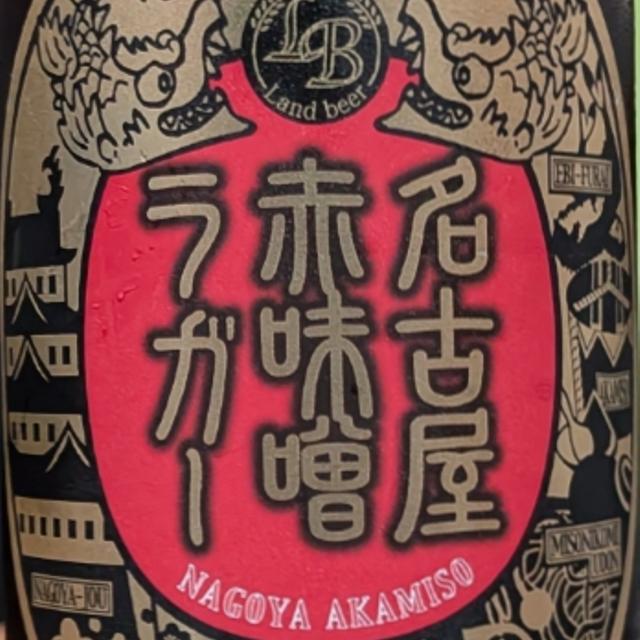 LB
Land beer
名古屋
赤味噌
ラガー
NAGOYA AKAMISO
EBI-FURAI
NAGOYA-JOU
MISONIKOMI
UDON